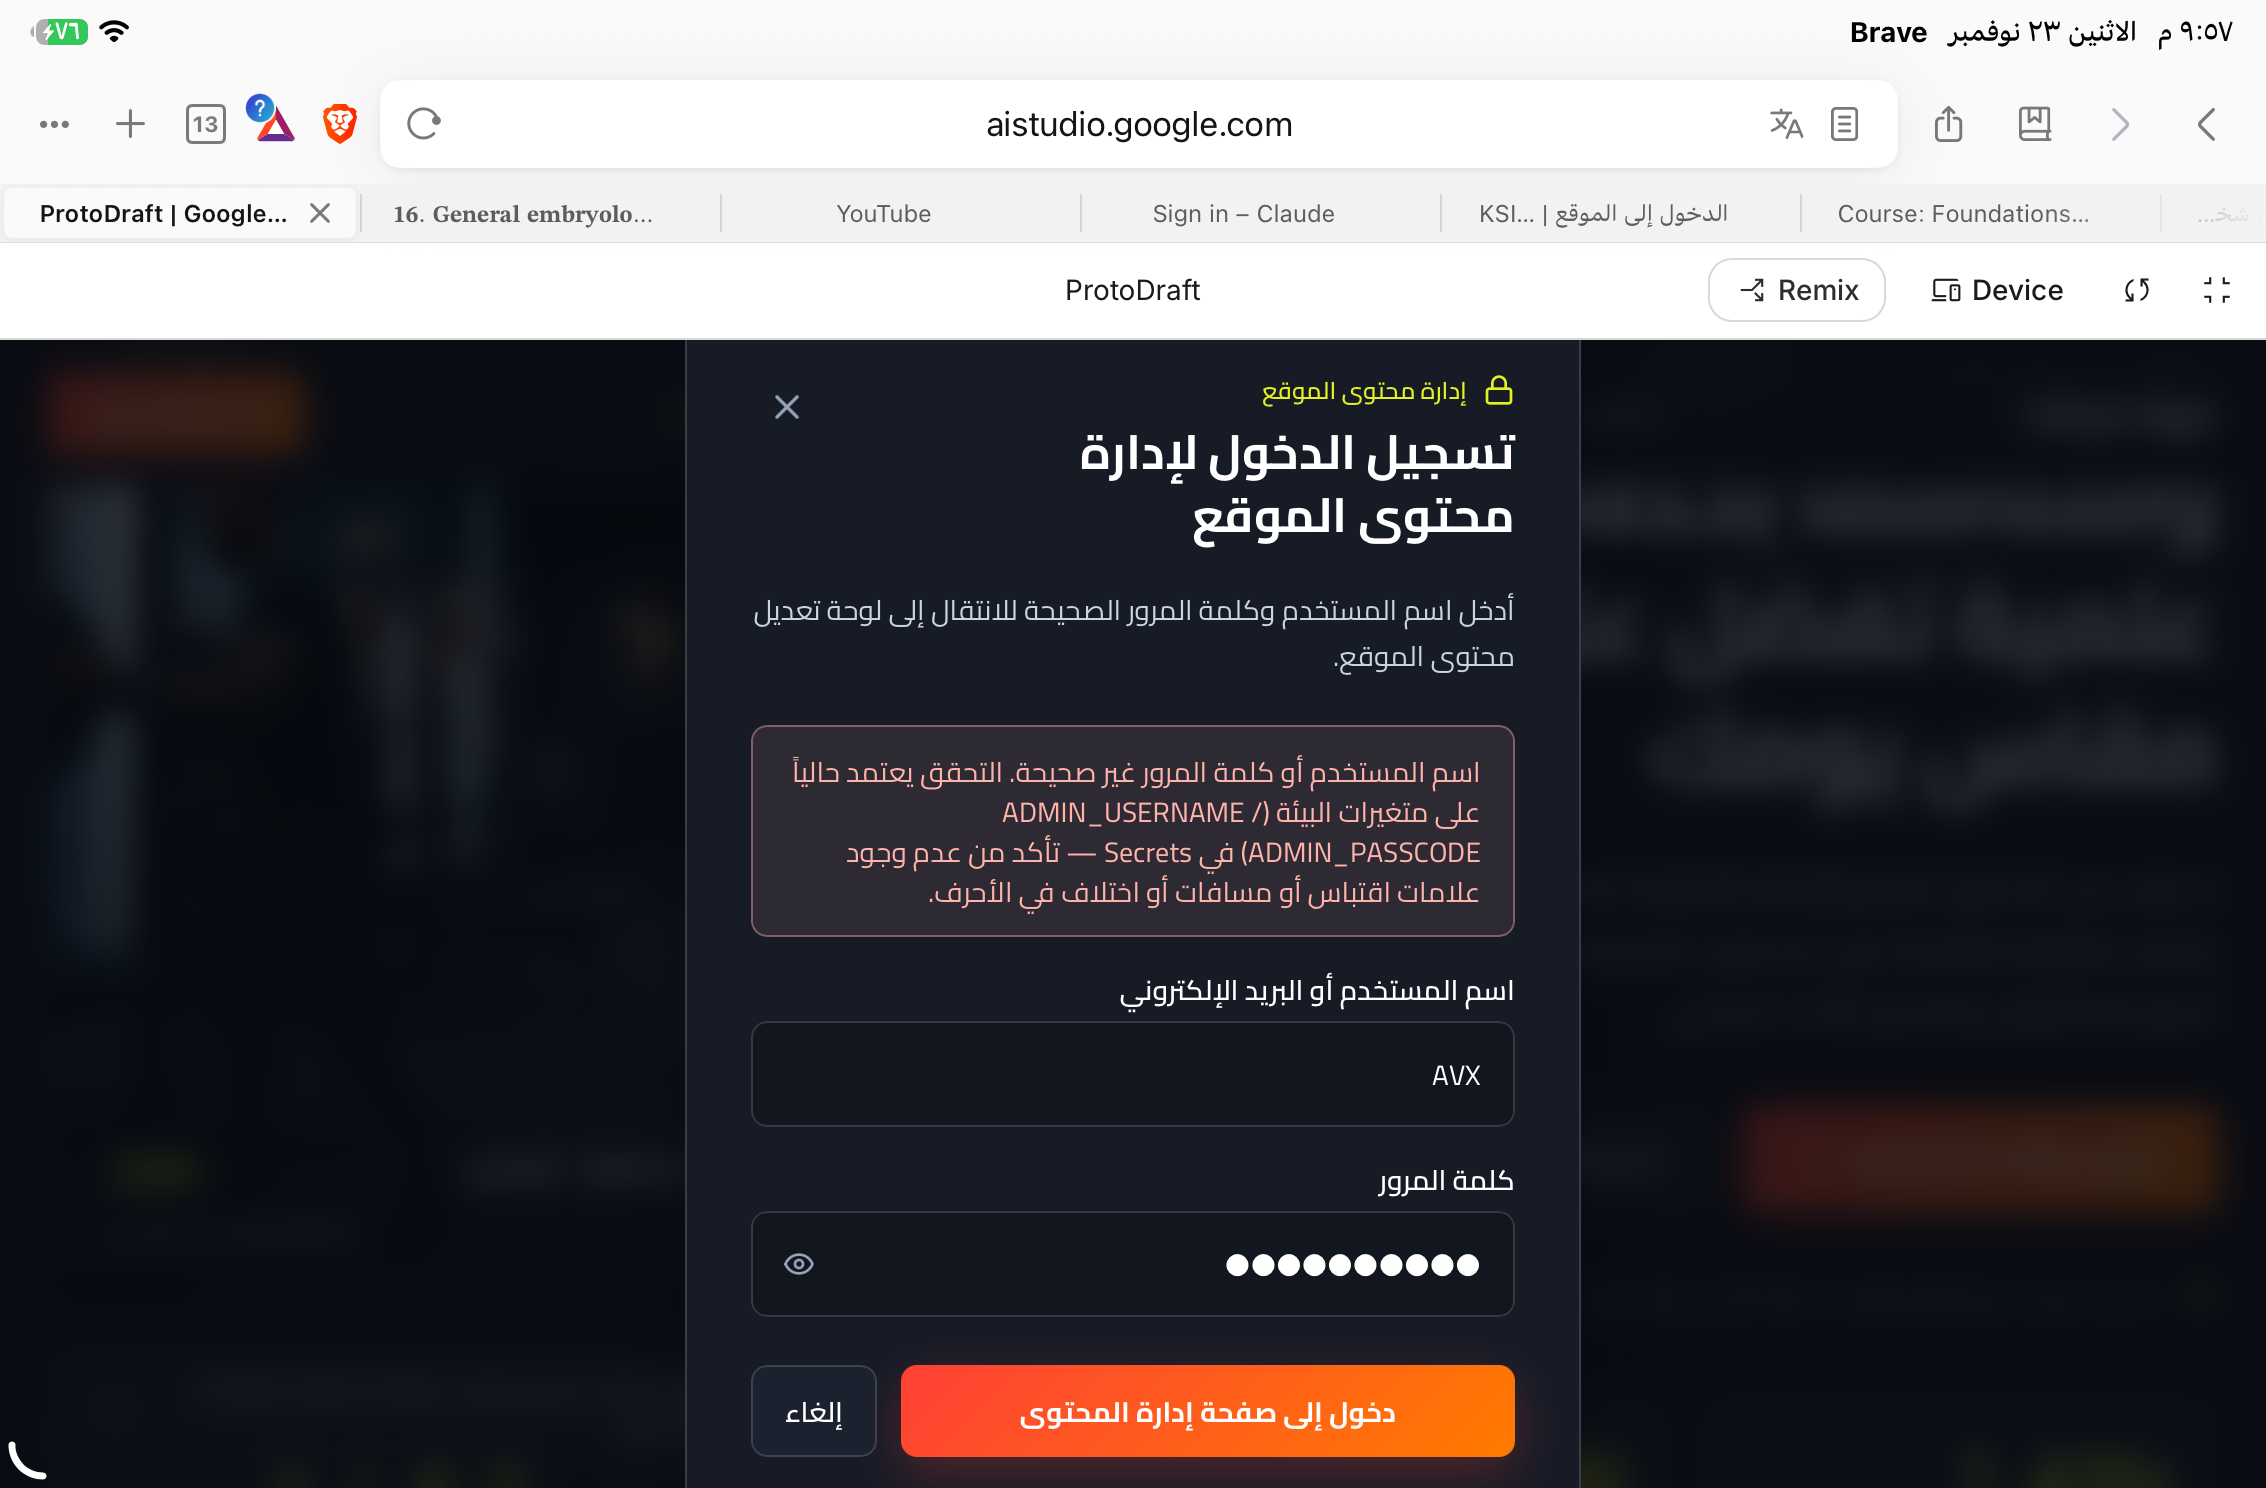 ٩:٥٧ م الاثنين ٢٣ نوفمبر Brave
٧٦
aistudio.google.com
13
ProtoDraft | Google...
16. General embryolo...
YouTube
Sign in – Claude
الدخول إلى الموقع | KSI...
Course: Foundations...
شخـ...
ProtoDraft
Remix
Device
إدارة محتوى الموقع
تسجيل الدخول لإدارة
محتوى الموقع
أدخل اسم المستخدم وكلمة المرور الصحيحة للانتقال إلى لوحة تعديل
محتوى الموقع.
اسم المستخدم أو كلمة المرور غير صحيحة. التحقق يعتمد حالياً
على متغيرات البيئة (ADMIN_USERNAME /
ADMIN_PASSCODE) في Secrets — تأكد من عدم وجود
علامات اقتباس أو مسافات أو اختلاف في الأحرف.
اسم المستخدم أو البريد الإلكتروني
AVX
كلمة المرور
دخول إلى صفحة إدارة المحتوى
إلغاء